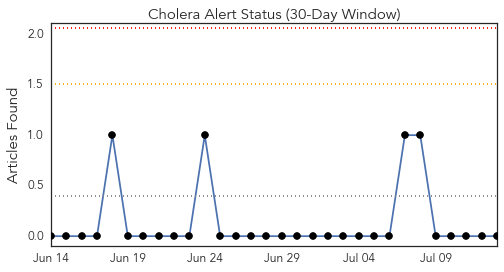 Cholera Alert Status (30-Day Window)
Articles Found
2.0
1.5
1.0
0.5
0.0
Jun 14 Jun 19 Jun 24 Jun 29 Jul 04 Jul 09